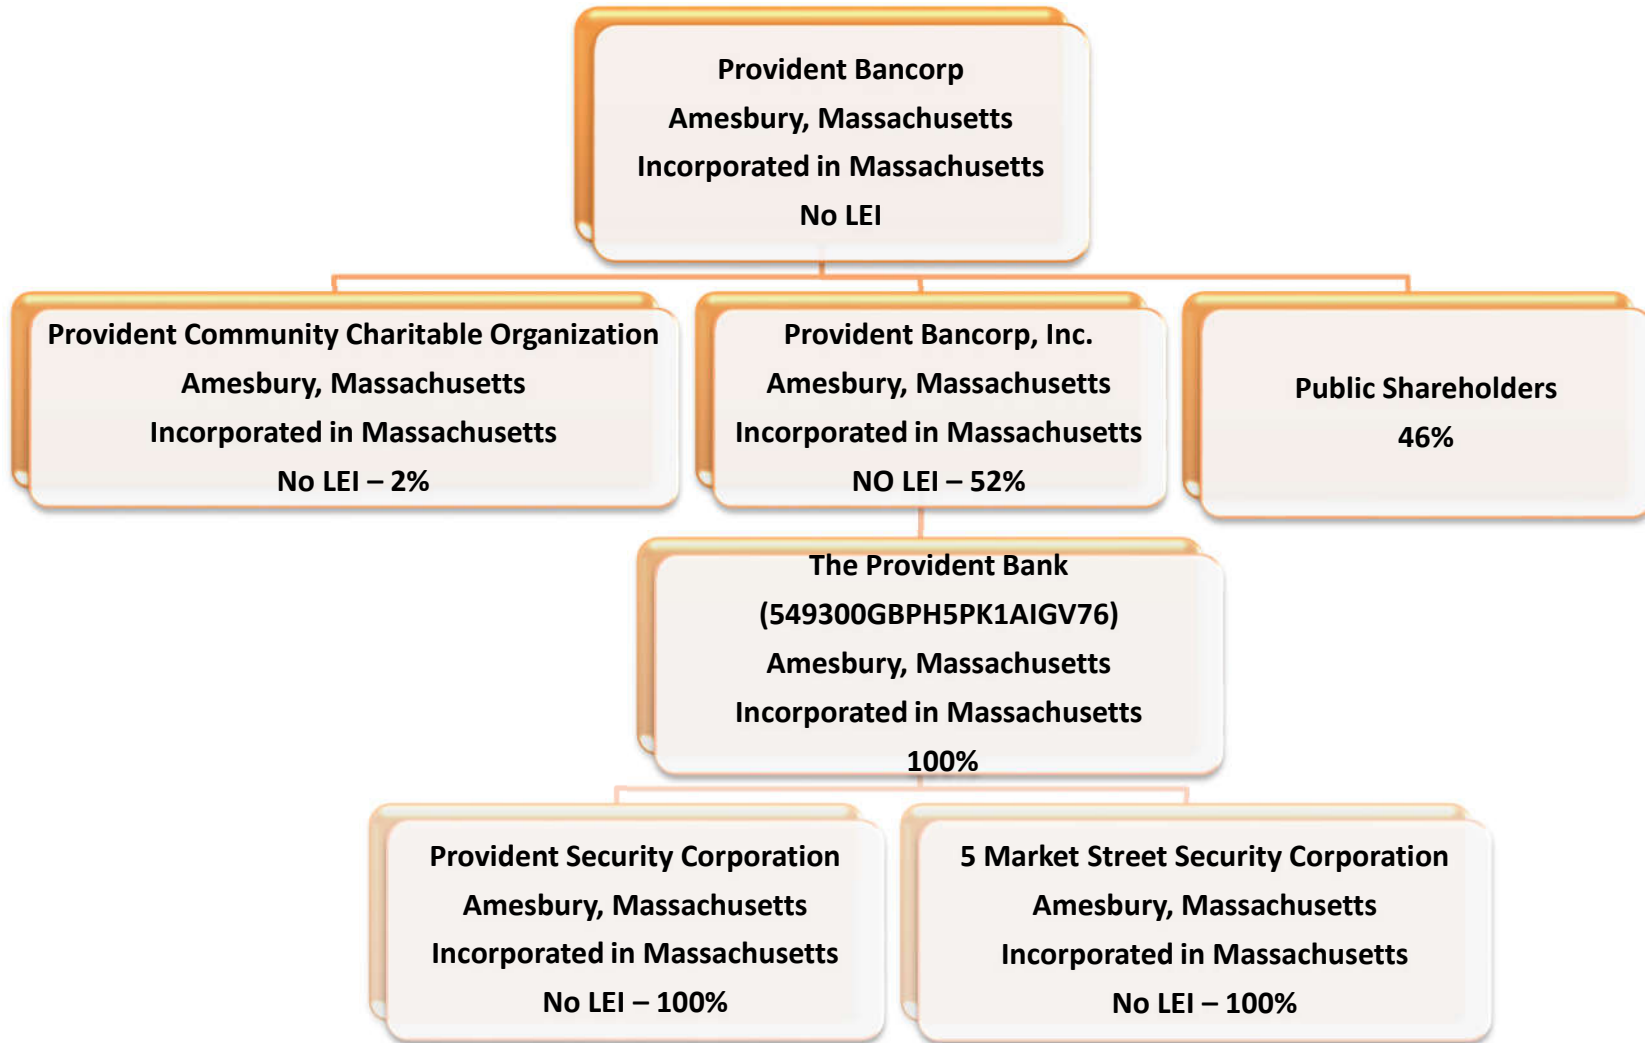 Provident Bancorp
Amesbury, Massachusetts
Incorporated in Massachusetts
No LEI
Provident Community Charitable Organization
Amesbury, Massachusetts
Incorporated in Massachusetts
No LEI – 2%
Provident Bancorp, Inc.
Amesbury, Massachusetts
Incorporated in Massachusetts
NO LEI – 52%
Public Shareholders
46%
The Provident Bank
(549300GBPH5PK1AIGV76)
Amesbury, Massachusetts
Incorporated in Massachusetts
100%
Provident Security Corporation
Amesbury, Massachusetts
Incorporated in Massachusetts
No LEI – 100%
5 Market Street Security Corporation
Amesbury, Massachusetts
Incorporated in Massachusetts
No LEI – 100%